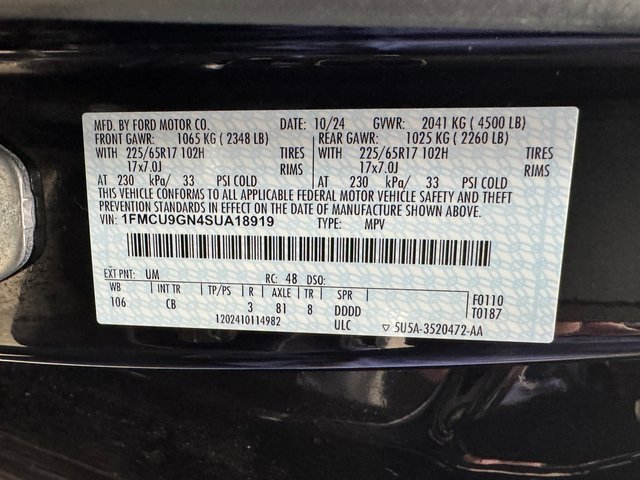 MFD. BY FORD MOTOR CO. DATE: 10/24 GVWR: 2041 KG ( 4500 LB)
FRONT GAWR: 1065 KG ( 2348 LB) REAR GAWR: 1025 KG ( 2260 LB)
WITH 225/65R17 102H TIRES WITH 225/65R17 102H TIRES
17x7.0J RIMS 17x7.0J RIMS
AT 230 kPa/ 33 PSI COLD AT 230 kPa/ 33 PSI COLD
THIS VEHICLE CONFORMS TO ALL APPLICABLE FEDERAL MOTOR VEHICLE SAFETY AND THEFT
PREVENTION STANDARDS IN EFFECT ON THE DATE OF MANUFACTURE SHOWN ABOVE.
VIN: 1FMCU9GN4SUA18919 TYPE: MPV
EXT PNT: UM RC: 48 DSO:
WB INT TR TP/PS R AXLE TR SPR F0110
106 CB 3 81 8 DDDD T0187
1202410114982 ULC ▽ 5U5A-3520472-AA